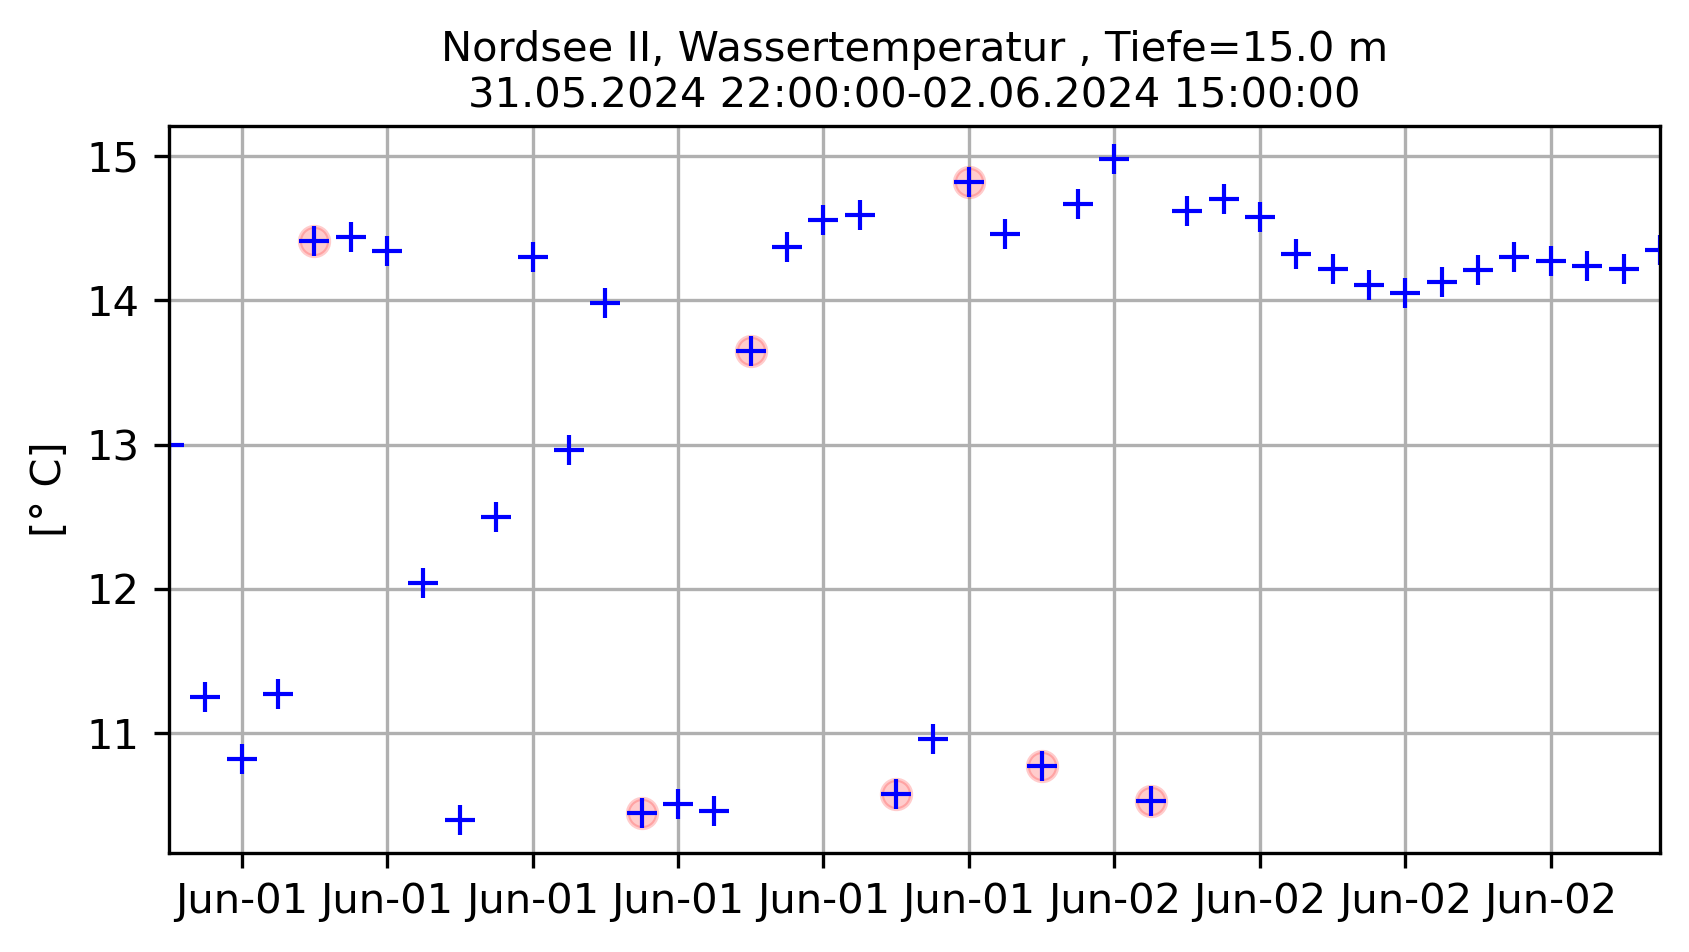 Nordsee II, Wassertemperatur , Tiefe=15.0 m
31.05.2024 22:00:00-02.06.2024 15:00:00
15
14
13
12
11
[° C]
Jun-01 Jun-01 Jun-01 Jun-01 Jun-01 Jun-01 Jun-02 Jun-02 Jun-02 Jun-02